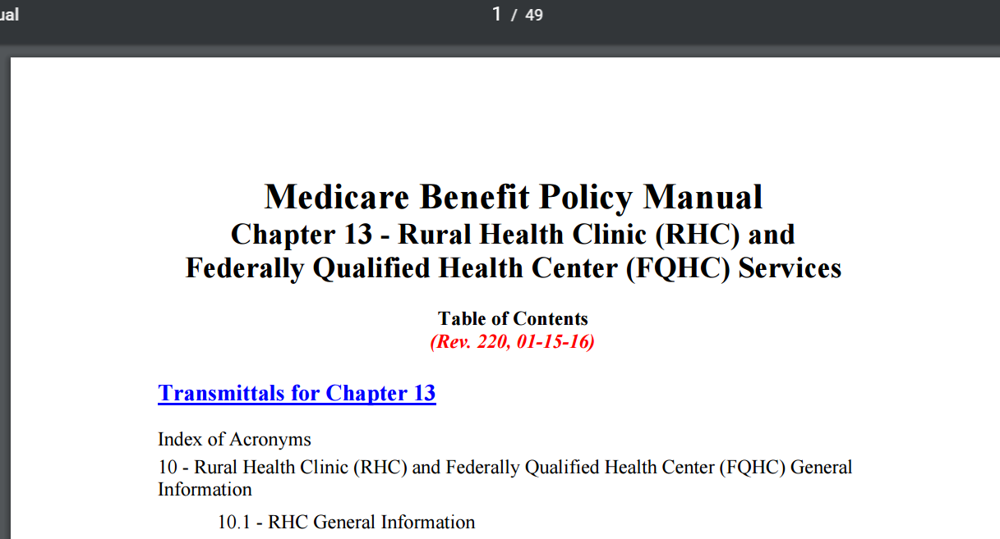 1 / 49
Medicare Benefit Policy Manual
Chapter 13 - Rural Health Clinic (RHC) and
Federally Qualified Health Center (FQHC) Services
Table of Contents
(Rev. 220, 01-15-16)
Transmittals for Chapter 13
Index of Acronyms
10 - Rural Health Clinic (RHC) and Federally Qualified Health Center (FQHC) General
Information
10.1 - RHC General Information